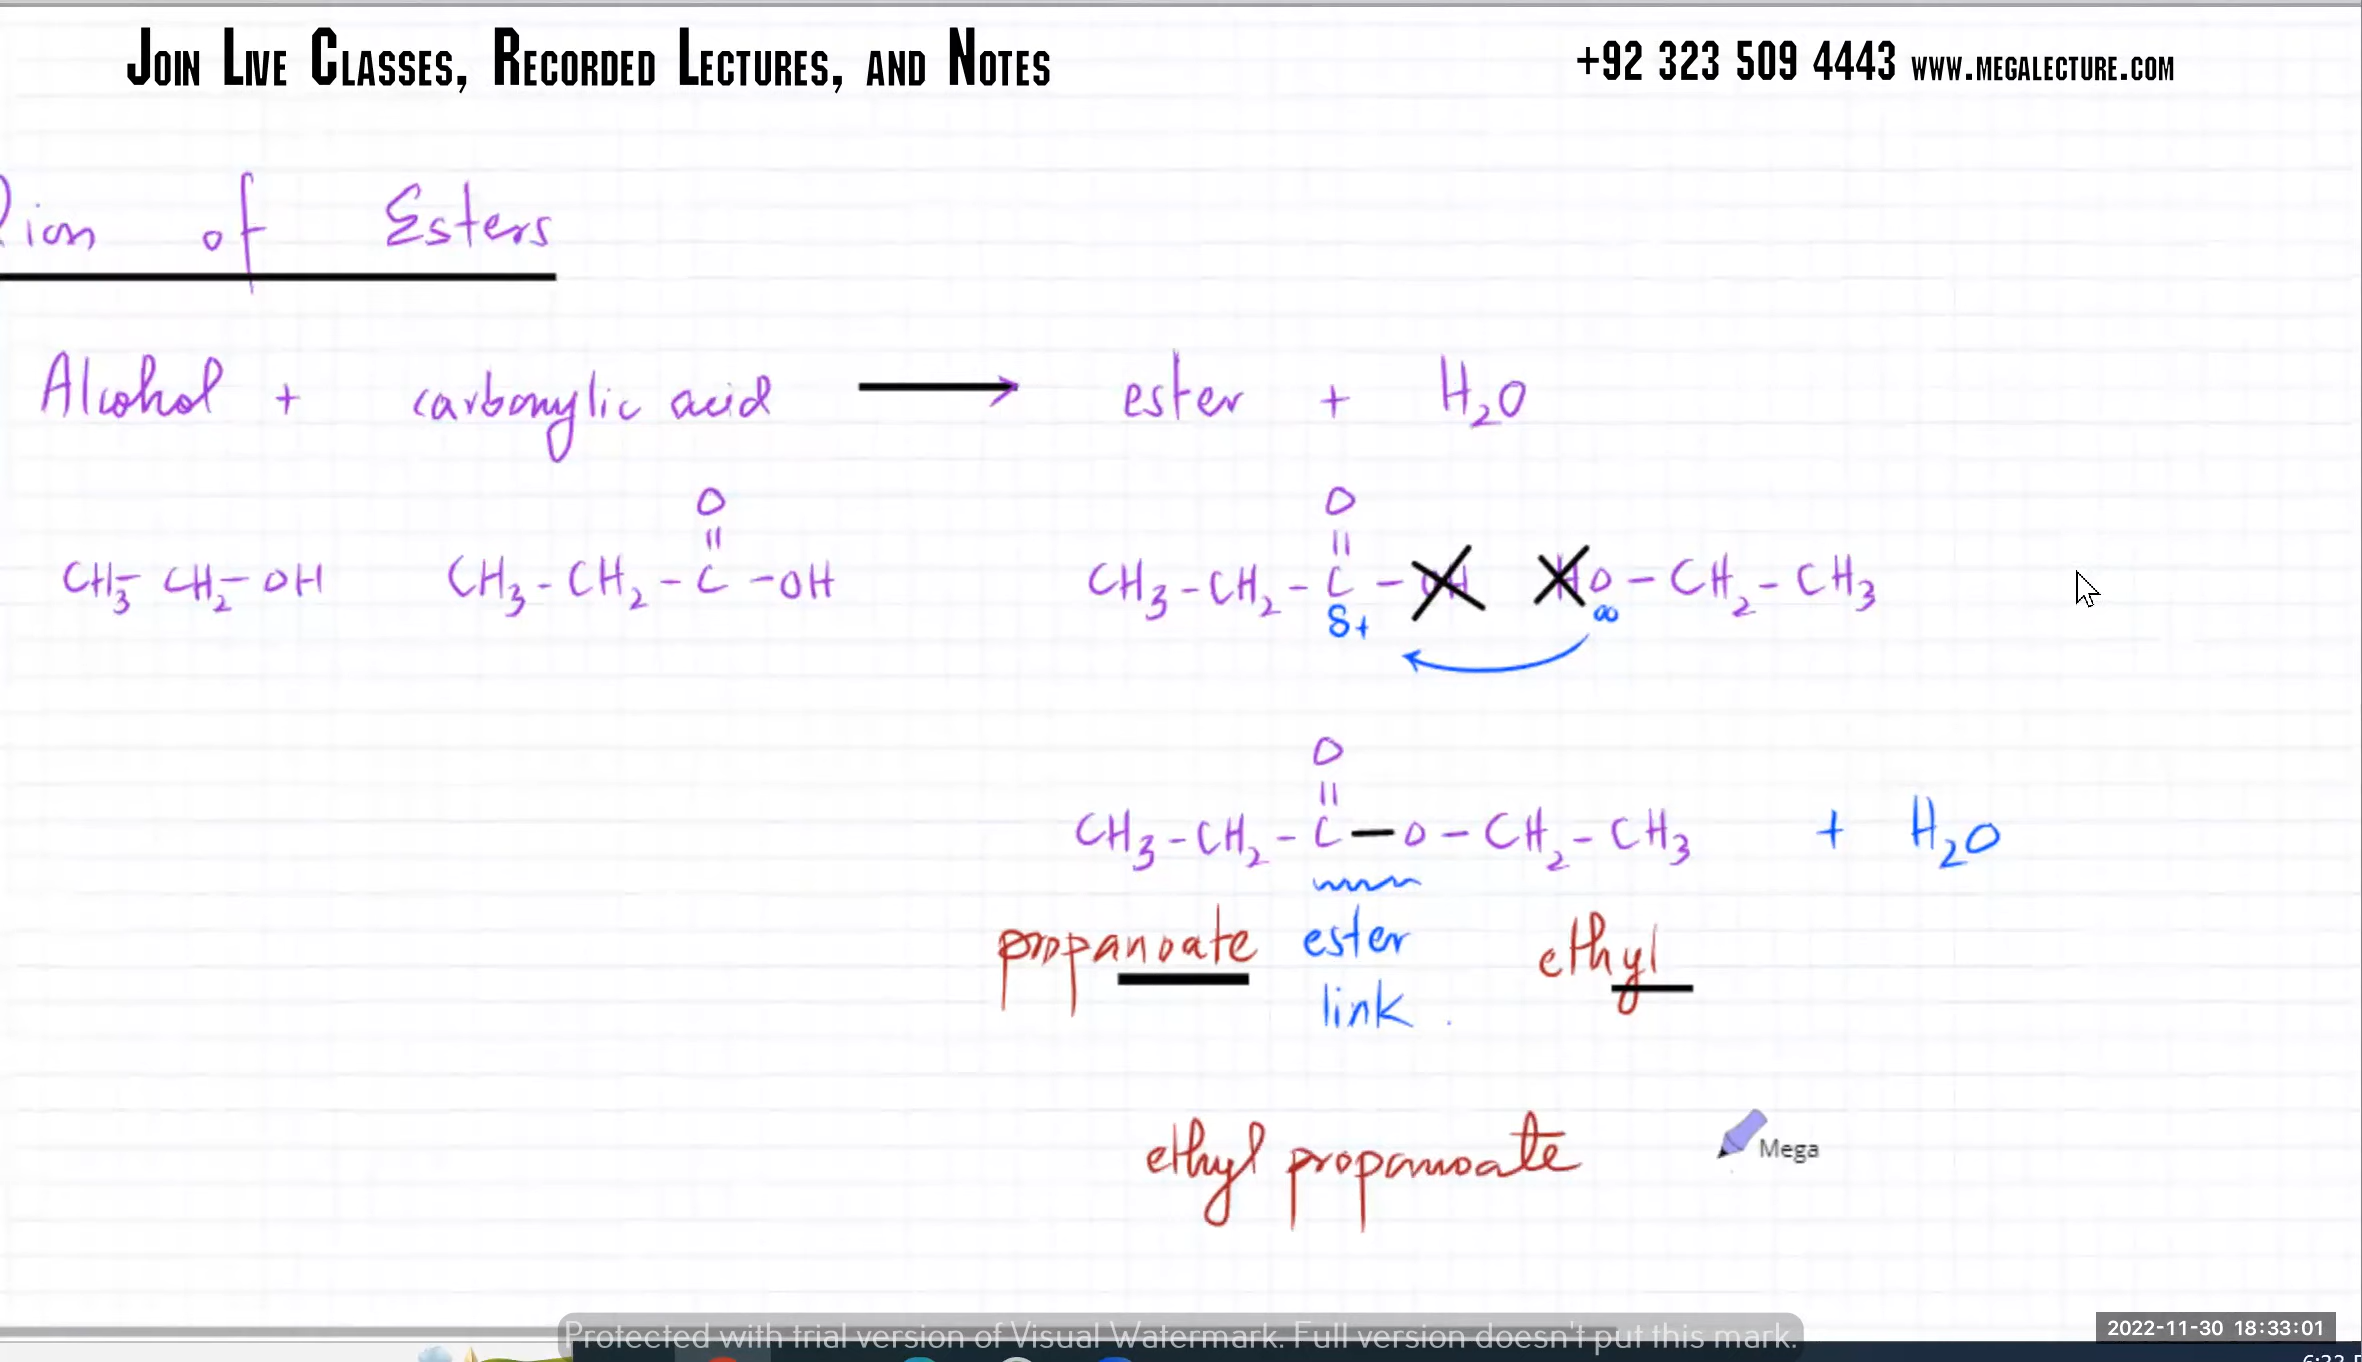 JOIN LIVE CLASSES, RECORDED LECTURES, AND NOTES
+92 323 509 4443 WWW.MEGALECTURE.COM
ion of Esters
Alcohol + carboxylic acid ⟶ ester + H₂O
O
||
CH₃-CH₂-OH
O
||
CH₃-CH₂-C-OH
O
||
CH₃-CH₂-C-OH HO-CH₂-CH₃
δ+
O
||
CH₃-CH₂-C-O-CH₂-CH₃ + H₂O
propanoate ester ethyl
link.
ethyl propanoate
Mega
Protected with trial version of Visual Watermark. Full version doesn't put this mark.
2022-11-30 18:33:01